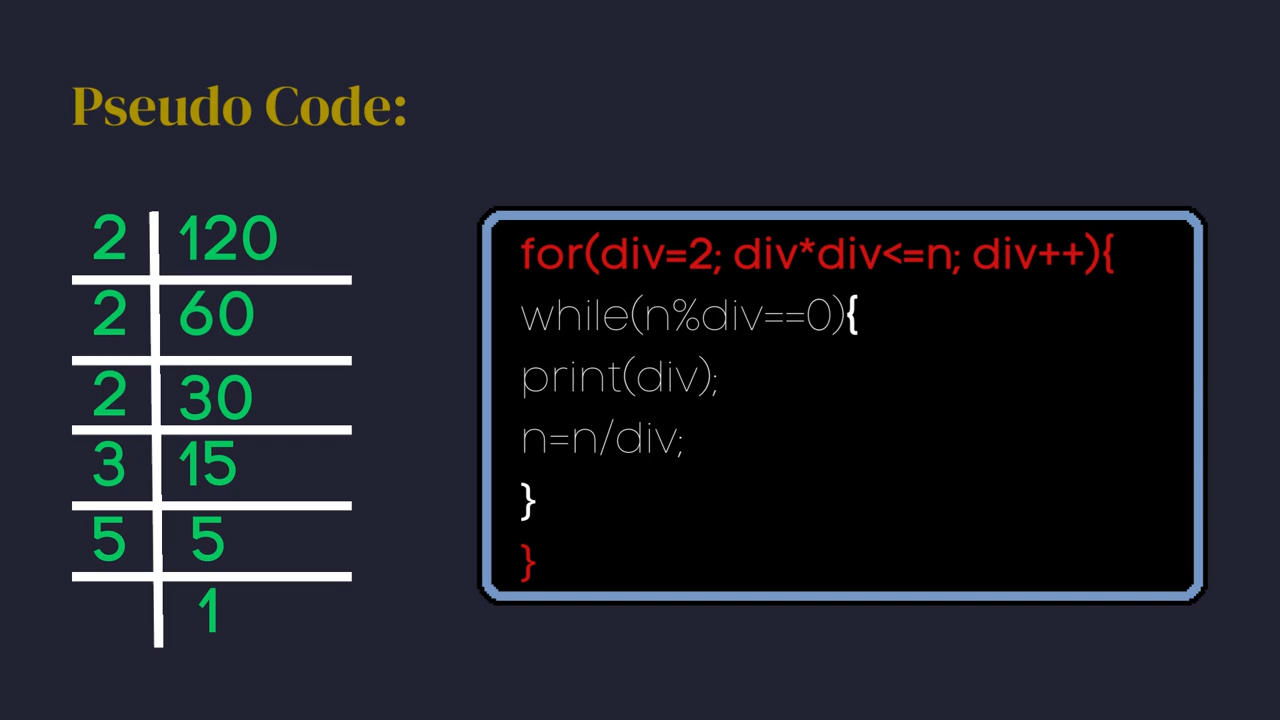 Pseudo Code:
2 120
2 60
2 30
3 15
5 5
1
for(div=2; div*div<=n; div++){
while(n%div==0){
print(div);
n=n/div;
}
}